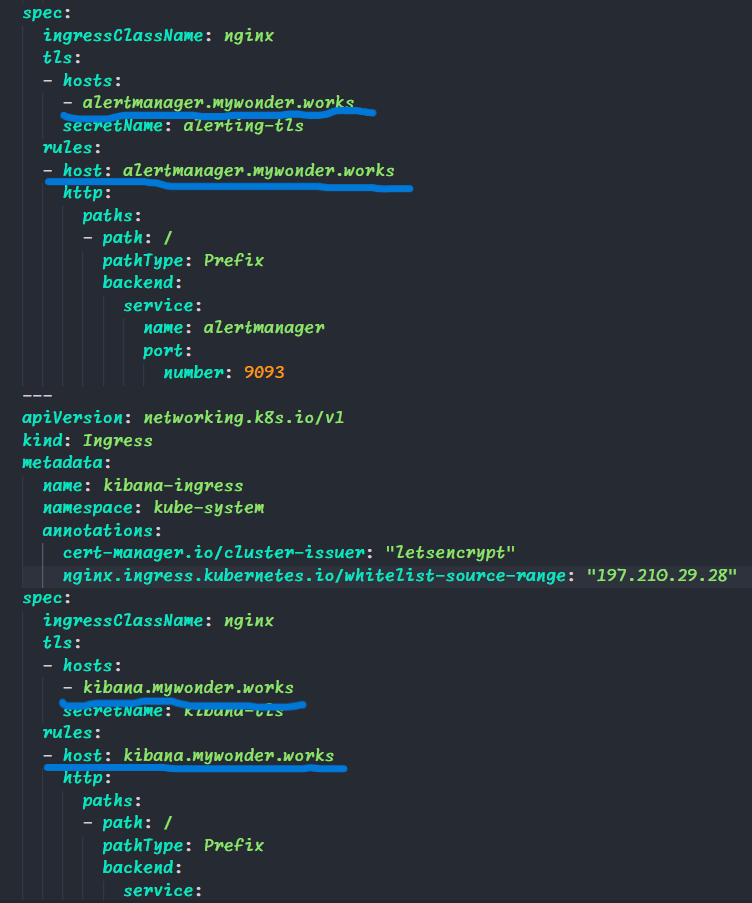 spec:
  ingressClassName: nginx
  tls:
  - hosts:
    - alertmanager.mywonder.works
    secretName: alerting-tls
  rules:
  - host: alertmanager.mywonder.works
    http:
      paths:
      - path: /
        pathType: Prefix
        backend:
          service:
            name: alertmanager
            port:
              number: 9093
---
apiVersion: networking.k8s.io/v1
kind: Ingress
metadata:
  name: kibana-ingress
  namespace: kube-system
  annotations:
    cert-manager.io/cluster-issuer: "letsencrypt"
    nginx.ingress.kubernetes.io/whitelist-source-range: "197.210.29.28"
spec:
  ingressClassName: nginx
  tls:
  - hosts:
    - kibana.mywonder.works
    secretName: kibana-tls
  rules:
  - host: kibana.mywonder.works
    http:
      paths:
      - path: /
        pathType: Prefix
        backend:
          service: